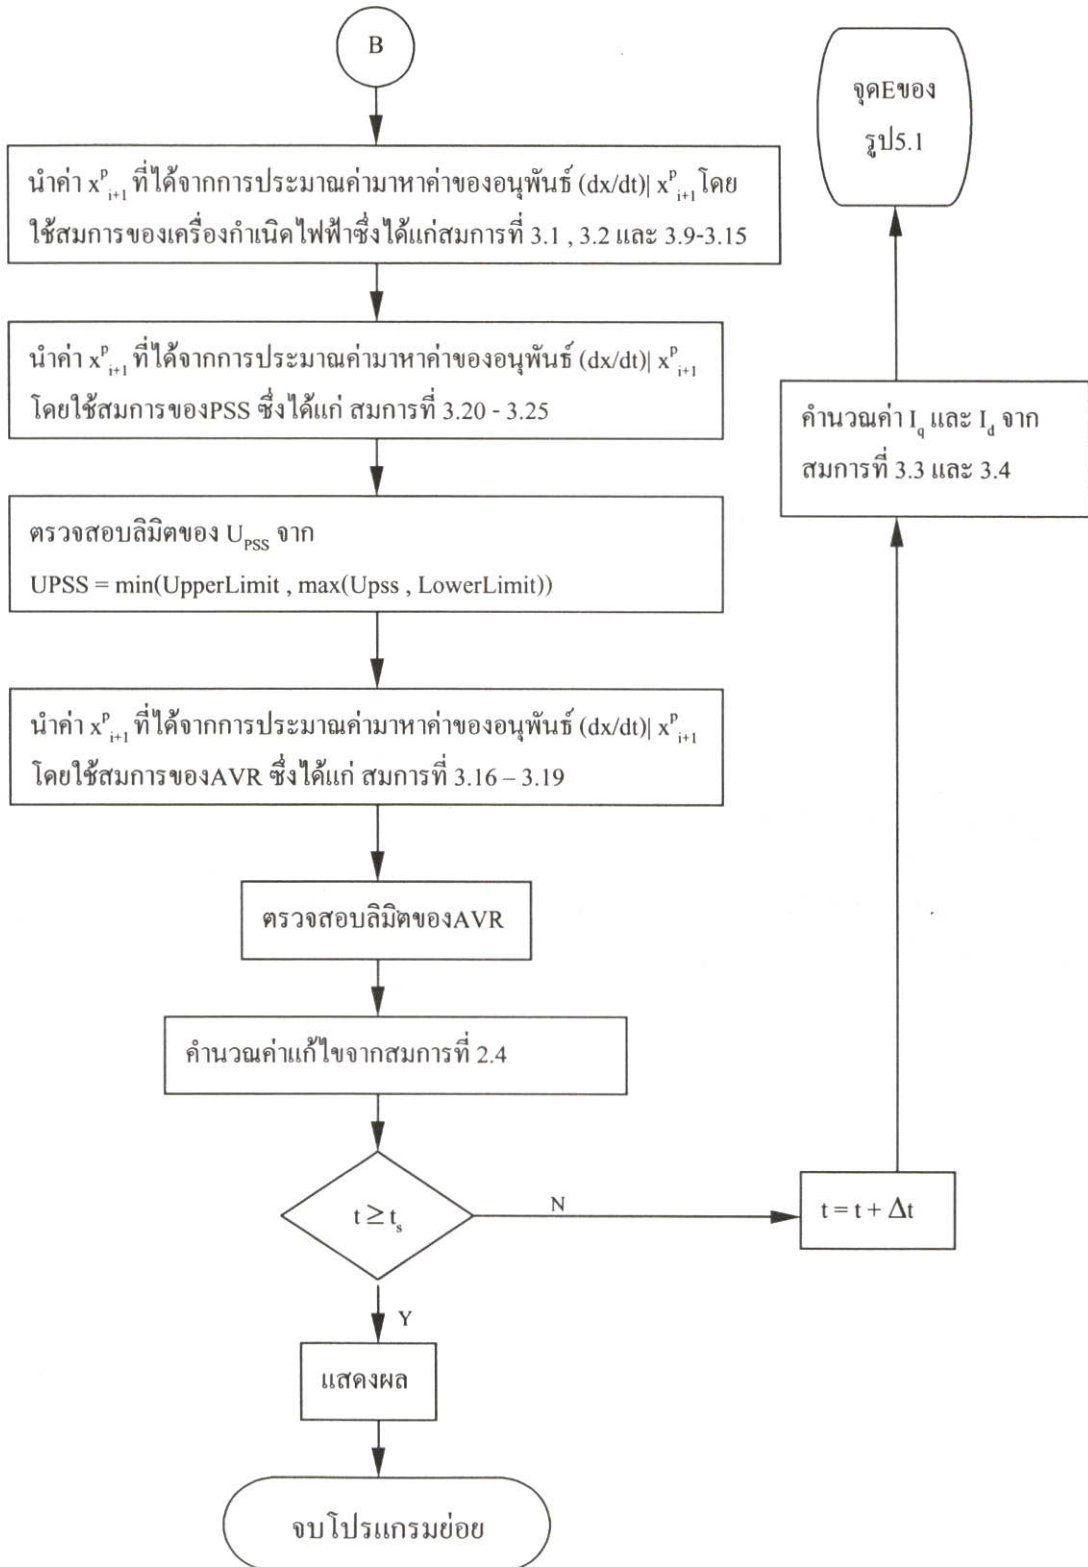 B
นำค่า x^p_{i+1} ที่ได้จากการประมาณค่ามาหาค่าของอนุพันธ์ (dx/dt)| x^p_{i+1} โดย
ใช้สมการของเครื่องกำเนิดไฟฟ้าซึ่งได้แก่สมการที่ 3.1 , 3.2 และ 3.9-3.15
นำค่า x^p_{i+1} ที่ได้จากการประมาณค่ามาหาค่าของอนุพันธ์ (dx/dt)| x^p_{i+1}
โดยใช้สมการของPSS ซึ่งได้แก่ สมการที่ 3.20 - 3.25
ตรวจสอบลิมิตของ U_{PSS} จาก
UPSS = min(UpperLimit , max(Upss , LowerLimit))
นำค่า x^p_{i+1} ที่ได้จากการประมาณค่ามาหาค่าของอนุพันธ์ (dx/dt)| x^p_{i+1}
โดยใช้สมการของAVR ซึ่งได้แก่ สมการที่ 3.16 – 3.19
ตรวจสอบลิมิตของAVR
คำนวณค่าแก้ไขจากสมการที่ 2.4
t ≥ t_s
N
t = t + Δt
คำนวณค่า I_q และ I_d จาก
สมการที่ 3.3 และ 3.4
จุดEของ
รูป5.1
Y
แสดงผล
จบโปรแกรมย่อย